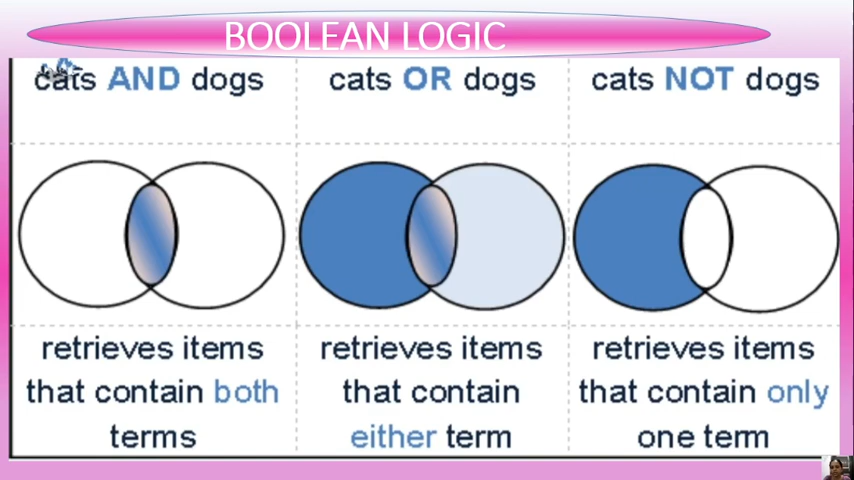 BOOLEAN LOGIC
cats AND dogs
cats OR dogs
cats NOT dogs
retrieves items
that contain both
terms
retrieves items
that contain
either term
retrieves items
that contain only
one term